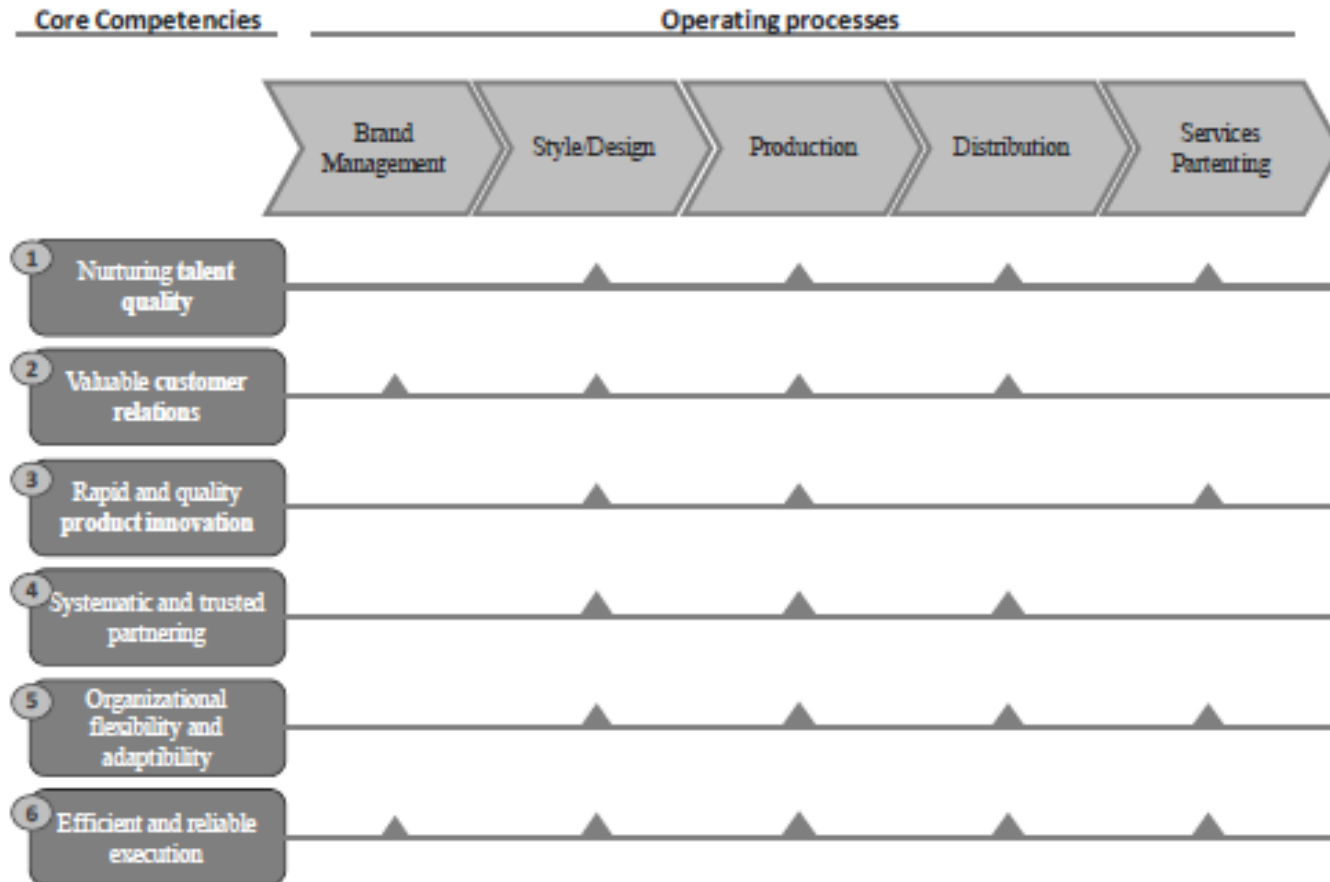 Core Competencies
Operating processes
Brand
Management
Style/Design
Production
Distribution
Services
Partenting
1
Nurturing talent
quality
2
Valuable customer
relations
3
Rapid and quality
product innovation
4
Systematic and trusted
partnering
5
Organizational
flexibility and
adaptibility
6
Efficient and reliable
execution